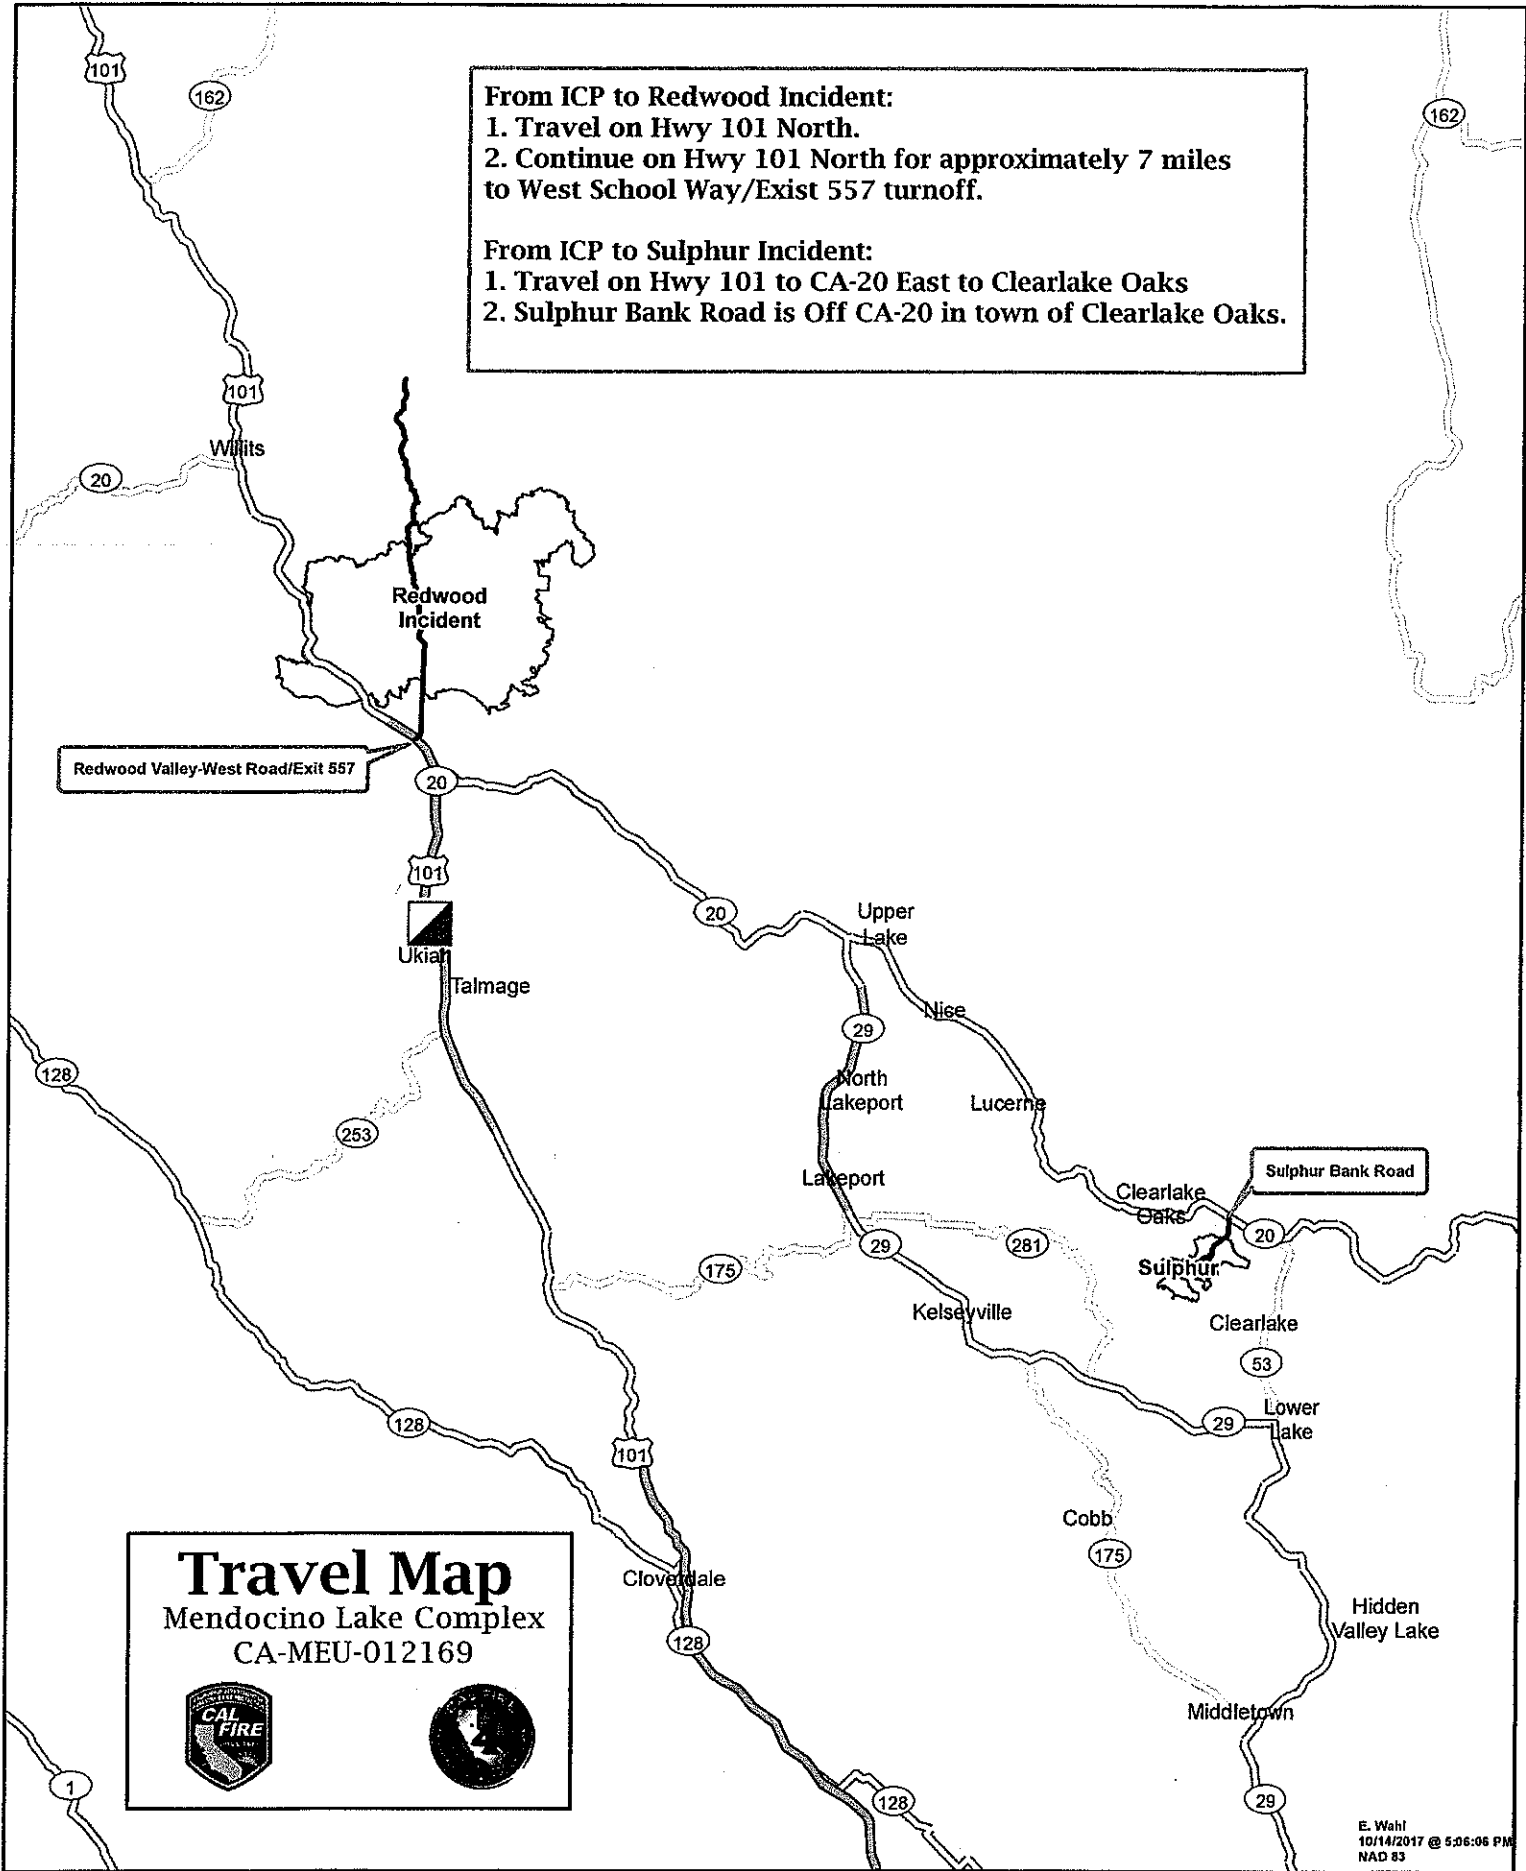 101
162
162
From ICP to Redwood Incident:
1. Travel on Hwy 101 North.
2. Continue on Hwy 101 North for approximately 7 miles
to West School Way/Exist 557 turnoff.
From ICP to Sulphur Incident:
1. Travel on Hwy 101 to CA-20 East to Clearlake Oaks
2. Sulphur Bank Road is Off CA-20 in town of Clearlake Oaks.
101
Willits
20
Redwood
Incident
Redwood Valley-West Road/Exit 557
20
101
20
Upper
Lake
Ukiah
Talmage
Nice
29
128
North
Lakeport
Lucerne
253
Lakeport
Sulphur Bank Road
Clearlake
Oaks
20
29
281
175
Sulphur
Kelseyville
Clearlake
53
128
29
Lower
Lake
101
Cobb
175
Cloverdale
Hidden
Valley Lake
128
Middletown
Travel Map
Mendocino Lake Complex
CA-MEU-012169
CAL
FIRE
4
1
128
29
E. Wahl
10/14/2017 @ 5:06:06 PM
NAD 83